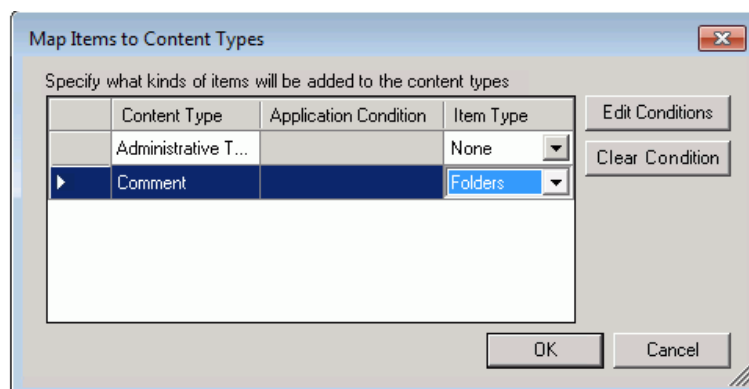 Map Items to Content Types
Specify what kinds of items will be added to the content types
Content Type Application Condition Item Type
Administrative T... None
Comment Folders
Edit Conditions
Clear Condition
OK Cancel